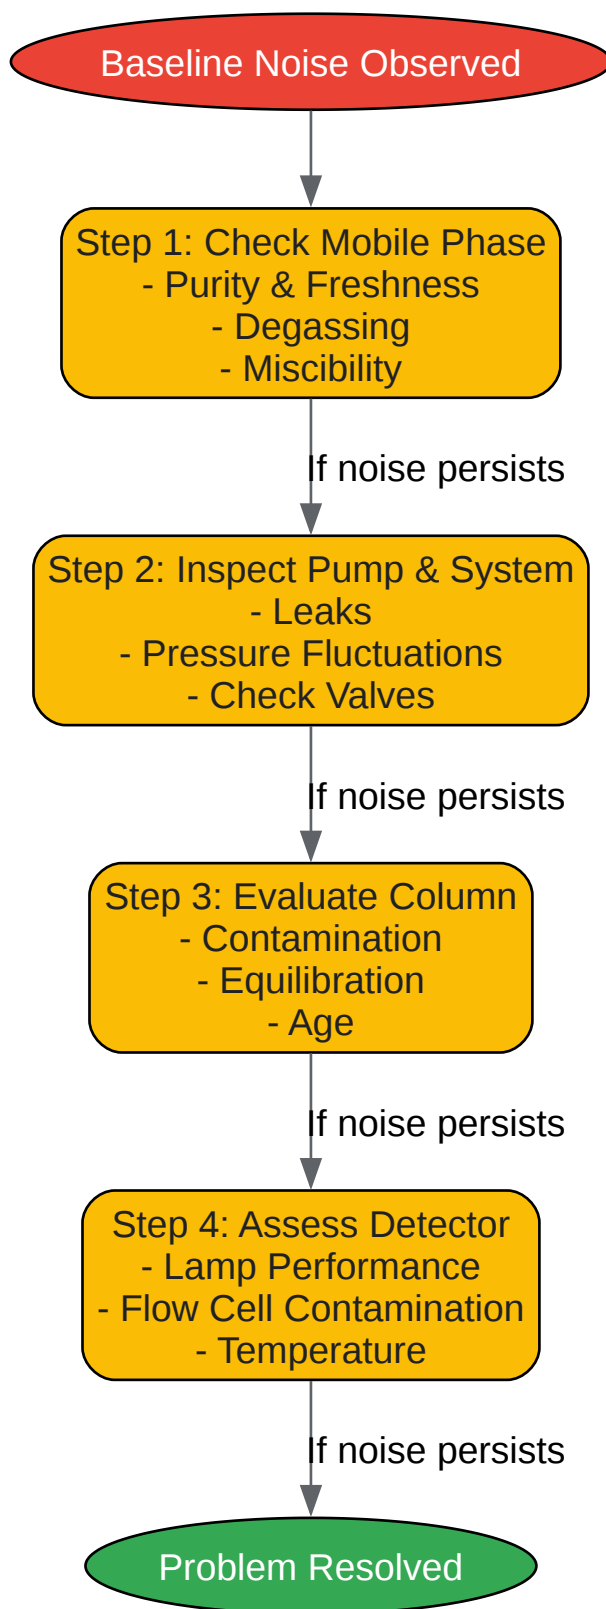 Baseline Noise Observed
Step 1: Check Mobile Phase
- Purity & Freshness
- Degassing
- Miscibility
If noise persists
Step 2: Inspect Pump & System
- Leaks
- Pressure Fluctuations
- Check Valves
If noise persists
Step 3: Evaluate Column
- Contamination
- Equilibration
- Age
If noise persists
Step 4: Assess Detector
- Lamp Performance
- Flow Cell Contamination
- Temperature
If noise persists
Problem Resolved